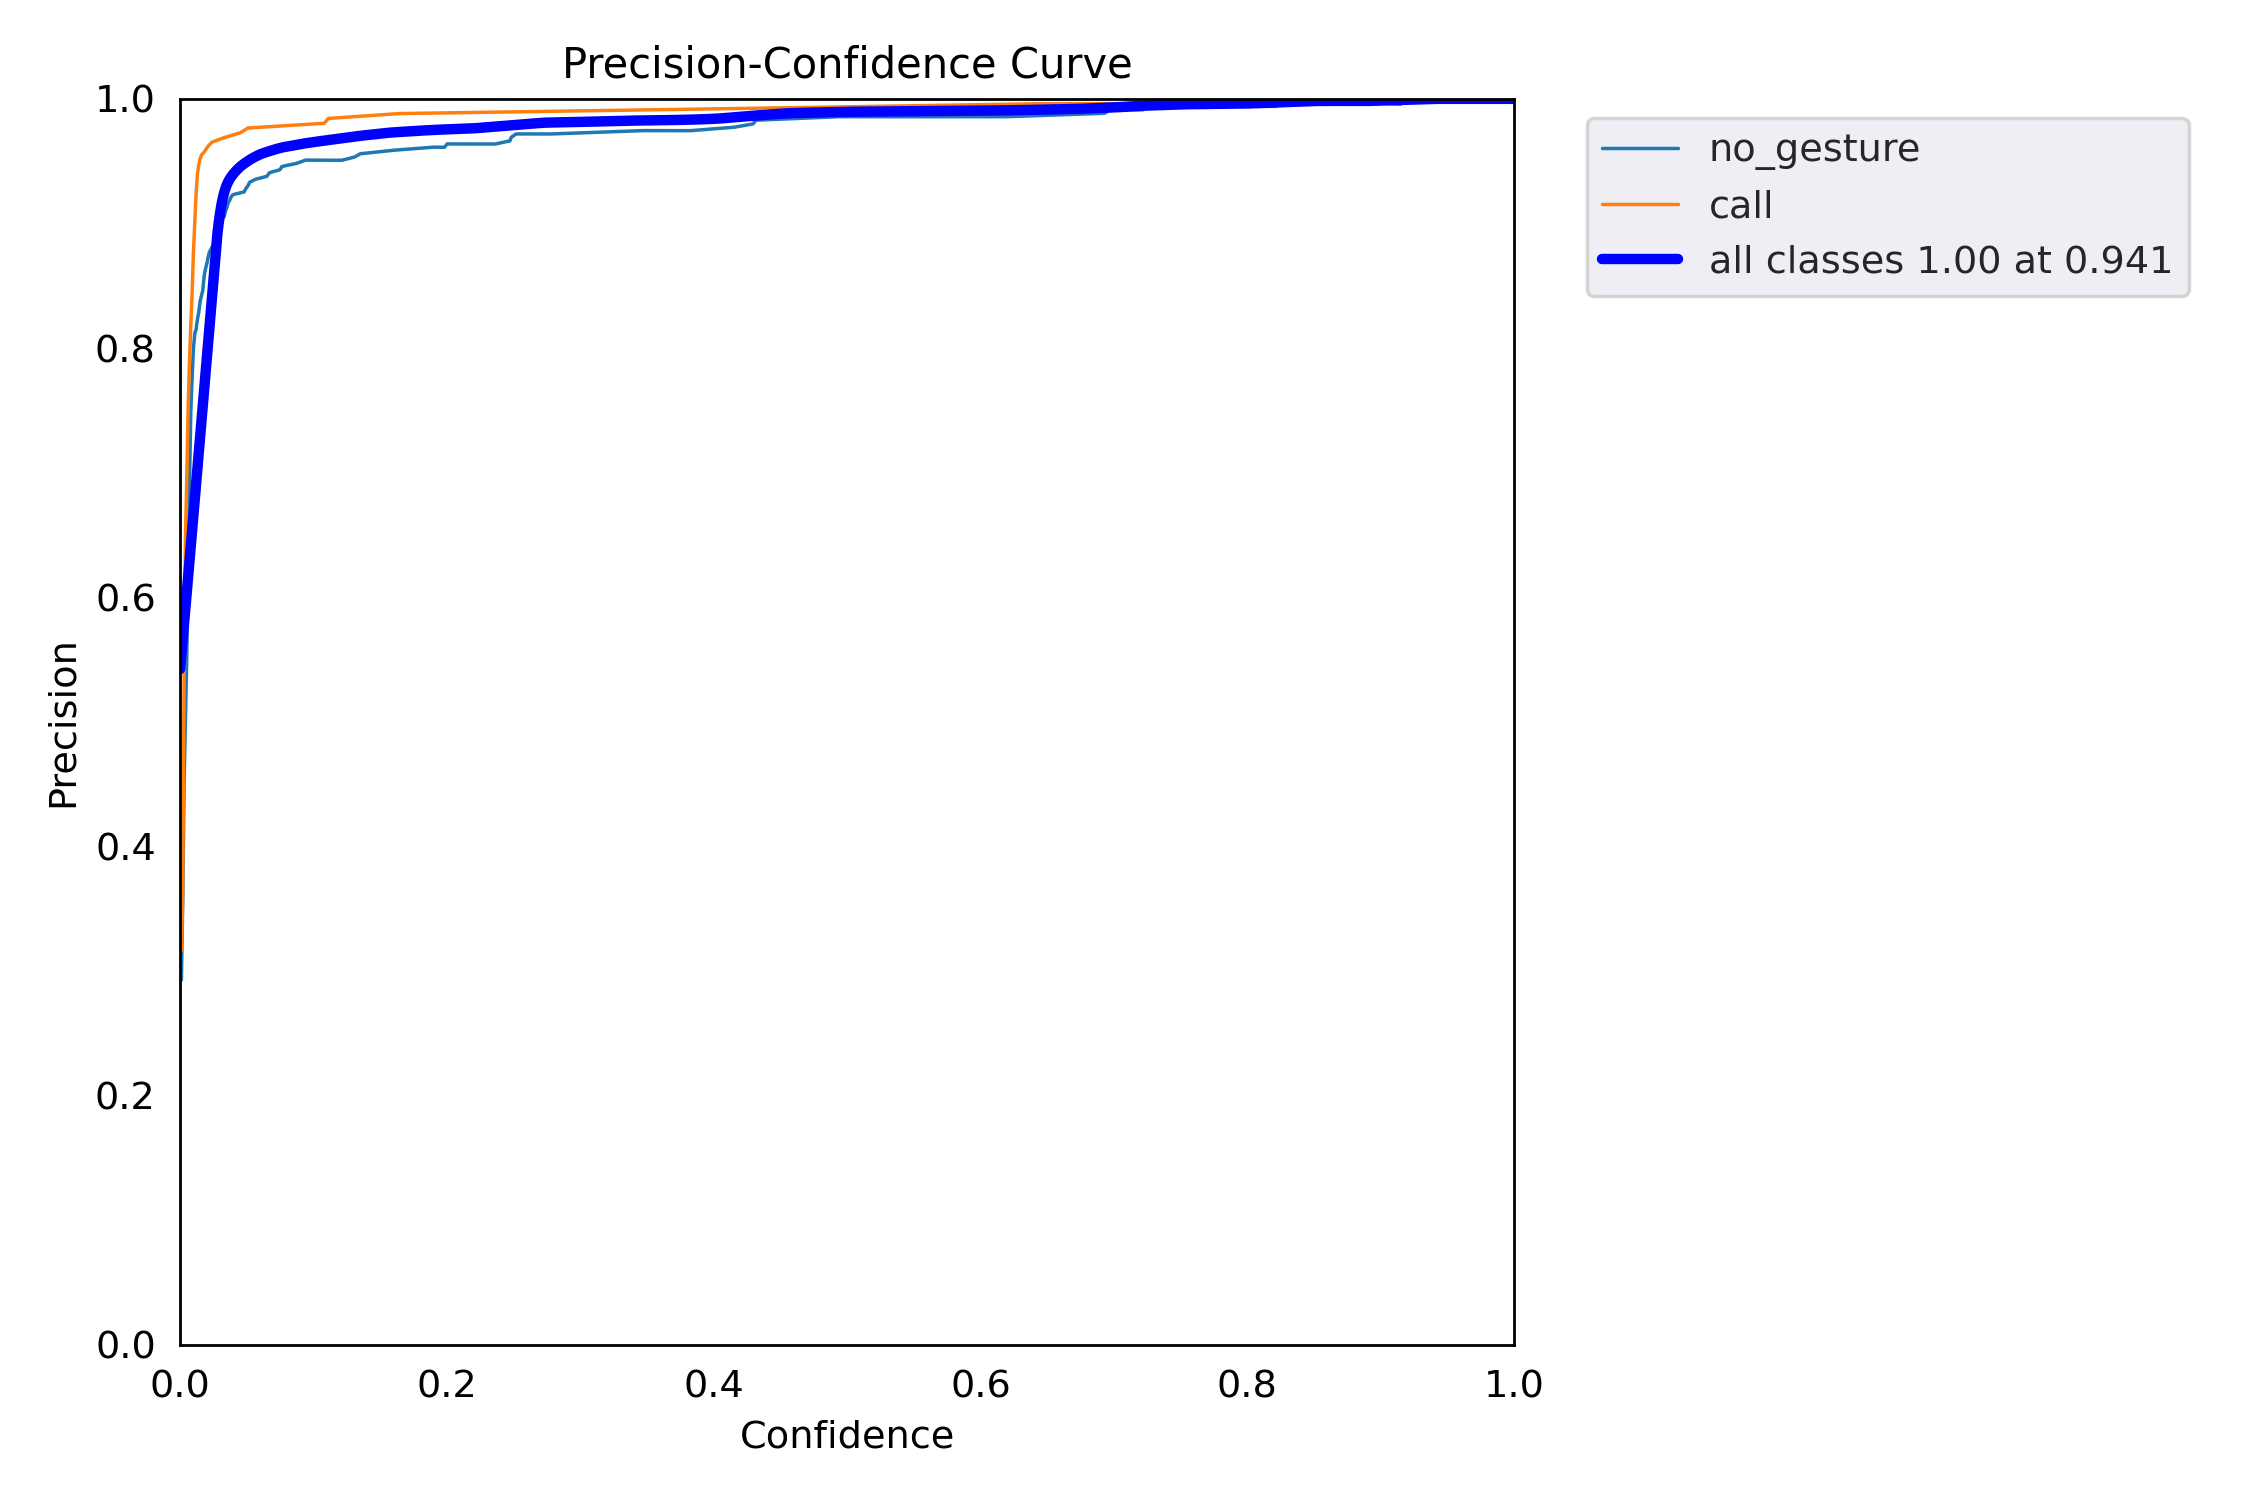 Precision-Confidence Curve
1.0
0.8
0.6
0.4
0.2
0.0
Precision
0.0 0.2 0.4 0.6 0.8 1.0
Confidence
no_gesture
call
all classes 1.00 at 0.941